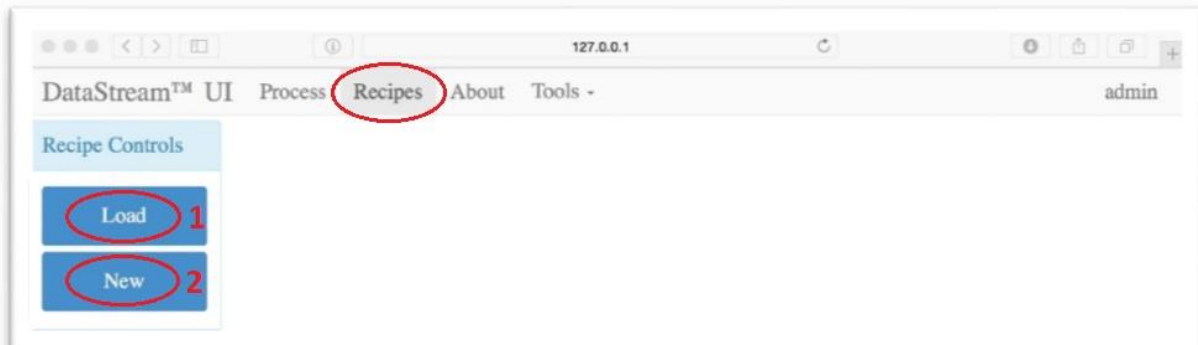 127.0.0.1
DataStream™ UI Process Recipes About Tools admin
Recipe Controls
Load 1
New 2